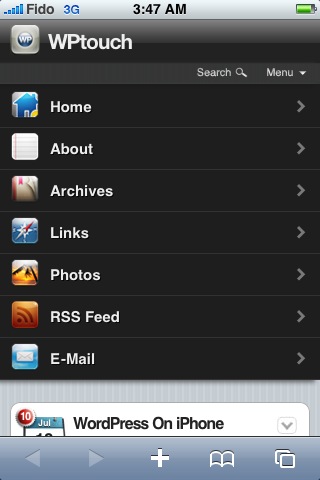 Fido 3G 3:47 AM
WP WPtouch
Search Menu
Home
About
Archives
Links
Photos
RSS Feed
E-Mail
10 Jul WordPress On iPhone